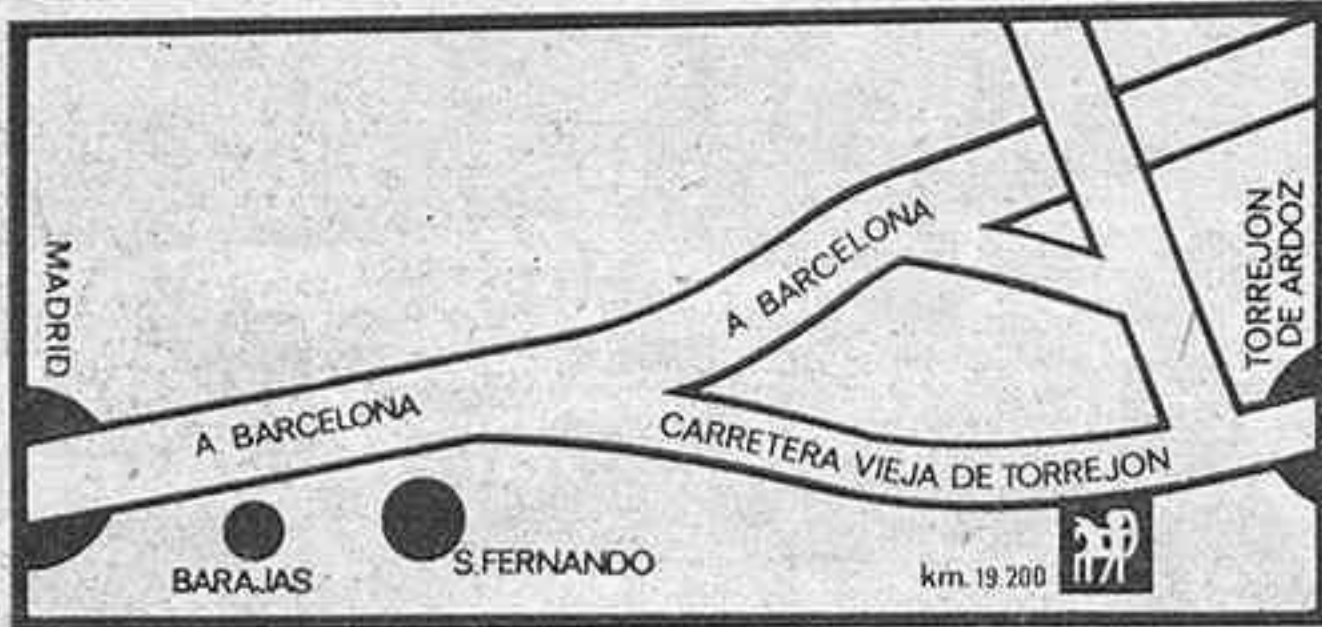 MADRID
A BARCELONA
A BARCELONA
CARRETERA VIEJA DE TORREJON
TORREJON
DE ARDOZ
BARAJAS
S.FERNANDO
km. 19 200